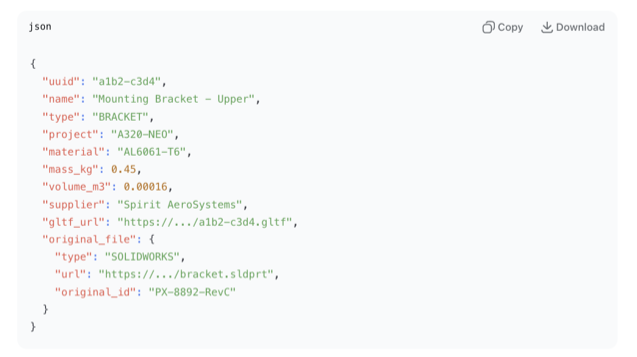 json
Copy Download
{
  "uuid": "a1b2-c3d4",
  "name": "Mounting Bracket - Upper",
  "type": "BRACKET",
  "project": "A320-NEO",
  "material": "AL6061-T6",
  "mass_kg": 0.45,
  "volume_m3": 0.00016,
  "supplier": "Spirit AeroSystems",
  "gltf_url": "https://.../a1b2-c3d4.gltf",
  "original_file": {
    "type": "SOLIDWORKS",
    "url": "https://.../bracket.sldprt",
    "original_id": "PX-8892-RevC"
  }
}